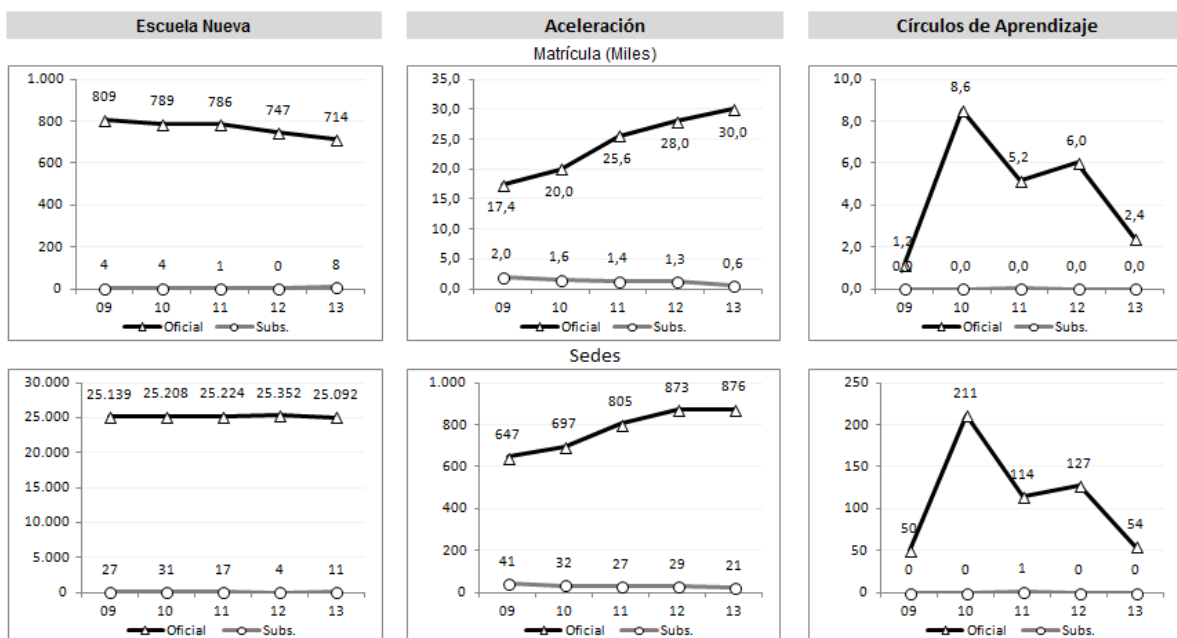 Escuela Nueva
Aceleración
Círculos de Aprendizaje
Matrícula (Miles)
1.000
800
600
400
200
0
809 789 786 747 714
4 4 1 0 8
09 10 11 12 13
Oficial Subs.
35,0
30,0
25,0
20,0
15,0
10,0
5,0
0,0
17,4 20,0 25,6 28,0 30,0
2,0 1,6 1,4 1,3 0,6
09 10 11 12 13
Oficial Subs.
10,0
8,0
6,0
4,0
2,0
0,0
1,2 8,6 5,2 6,0 2,4
0,0 0,0 0,0 0,0 0,0
09 10 11 12 13
Oficial Subs.
Sedes
30.000
25.000
20.000
15.000
10.000
5.000
0
25.139 25.208 25.224 25.352 25.092
27 31 17 4 11
09 10 11 12 13
Oficial Subs.
1.000
800
600
400
200
0
647 697 805 873 876
41 32 27 29 21
09 10 11 12 13
Oficial Subs.
250
200
150
100
50
0
50 211 114 127 54
0 0 1 0 0
09 10 11 12 13
Oficial Subs.